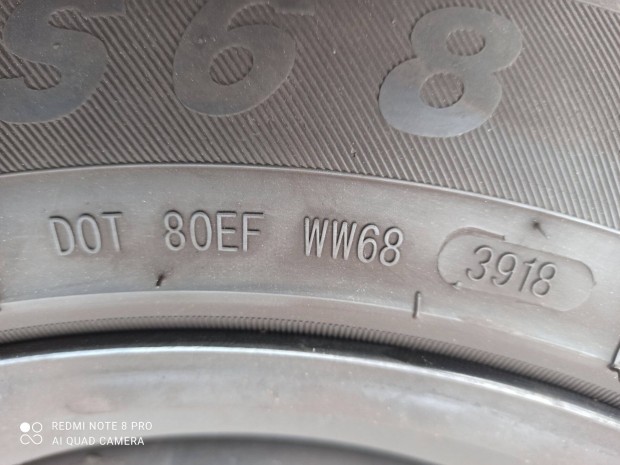 S68
DOT 80EF WW68 3918
REDMI NOTE 8 PRO
AI QUAD CAMERA